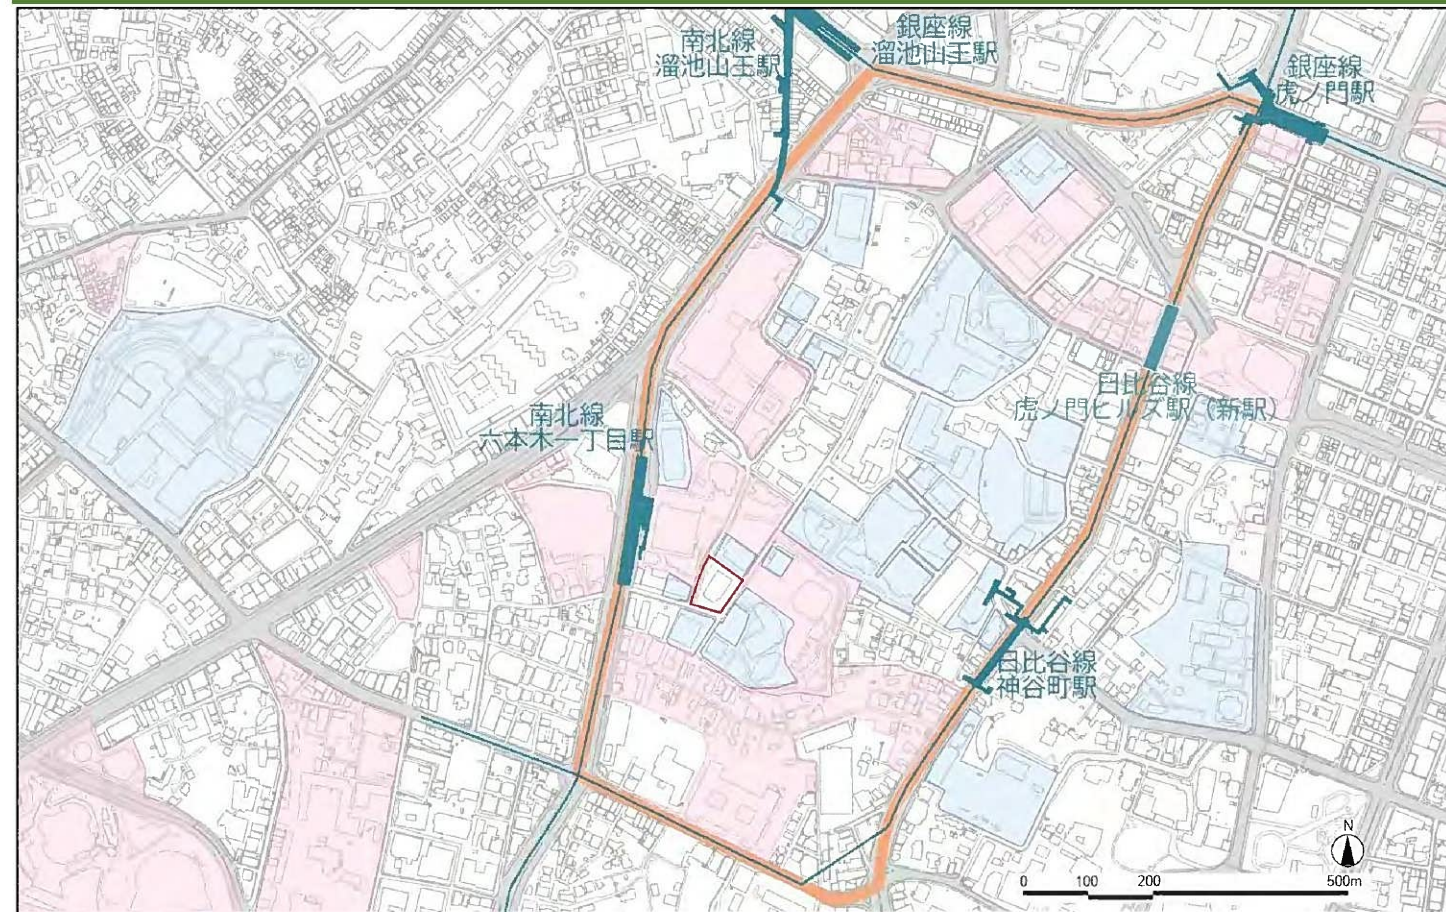 南北線
溜池山王駅
銀座線
溜池山王駅
銀座線
虎ノ門駅
日比谷線
虎ノ門ヒルズ駅（新駅）
南北線
六本木一丁目駅
日比谷線
神谷町駅
N
0 100 200 500m